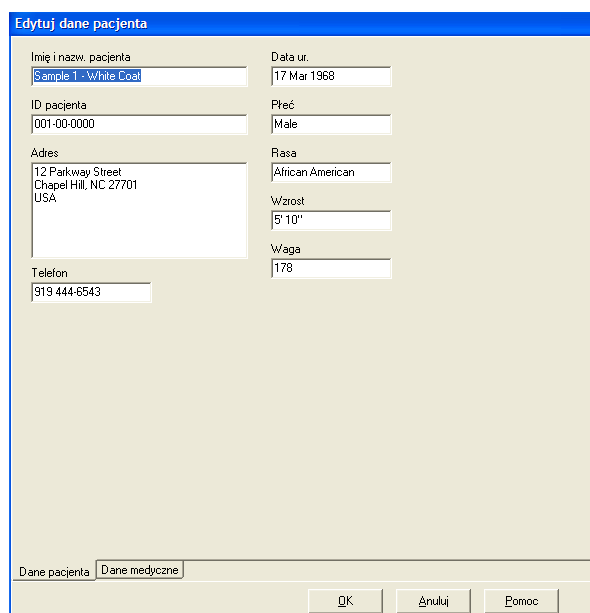 Edytuj dane pacjenta
Imię i nazw. pacjenta
Sample 1 - White Coat
ID pacjenta
001-00-0000
Adres
12 Parkway Street
Chapel Hill, NC 27701
USA
Telefon
919 444-6543
Data ur.
17 Mar 1968
Płeć
Male
Rasa
African American
Wzrost
5' 10"
Waga
178
Dane pacjenta
Dane medyczne
OK
Anuluj
Pomoc